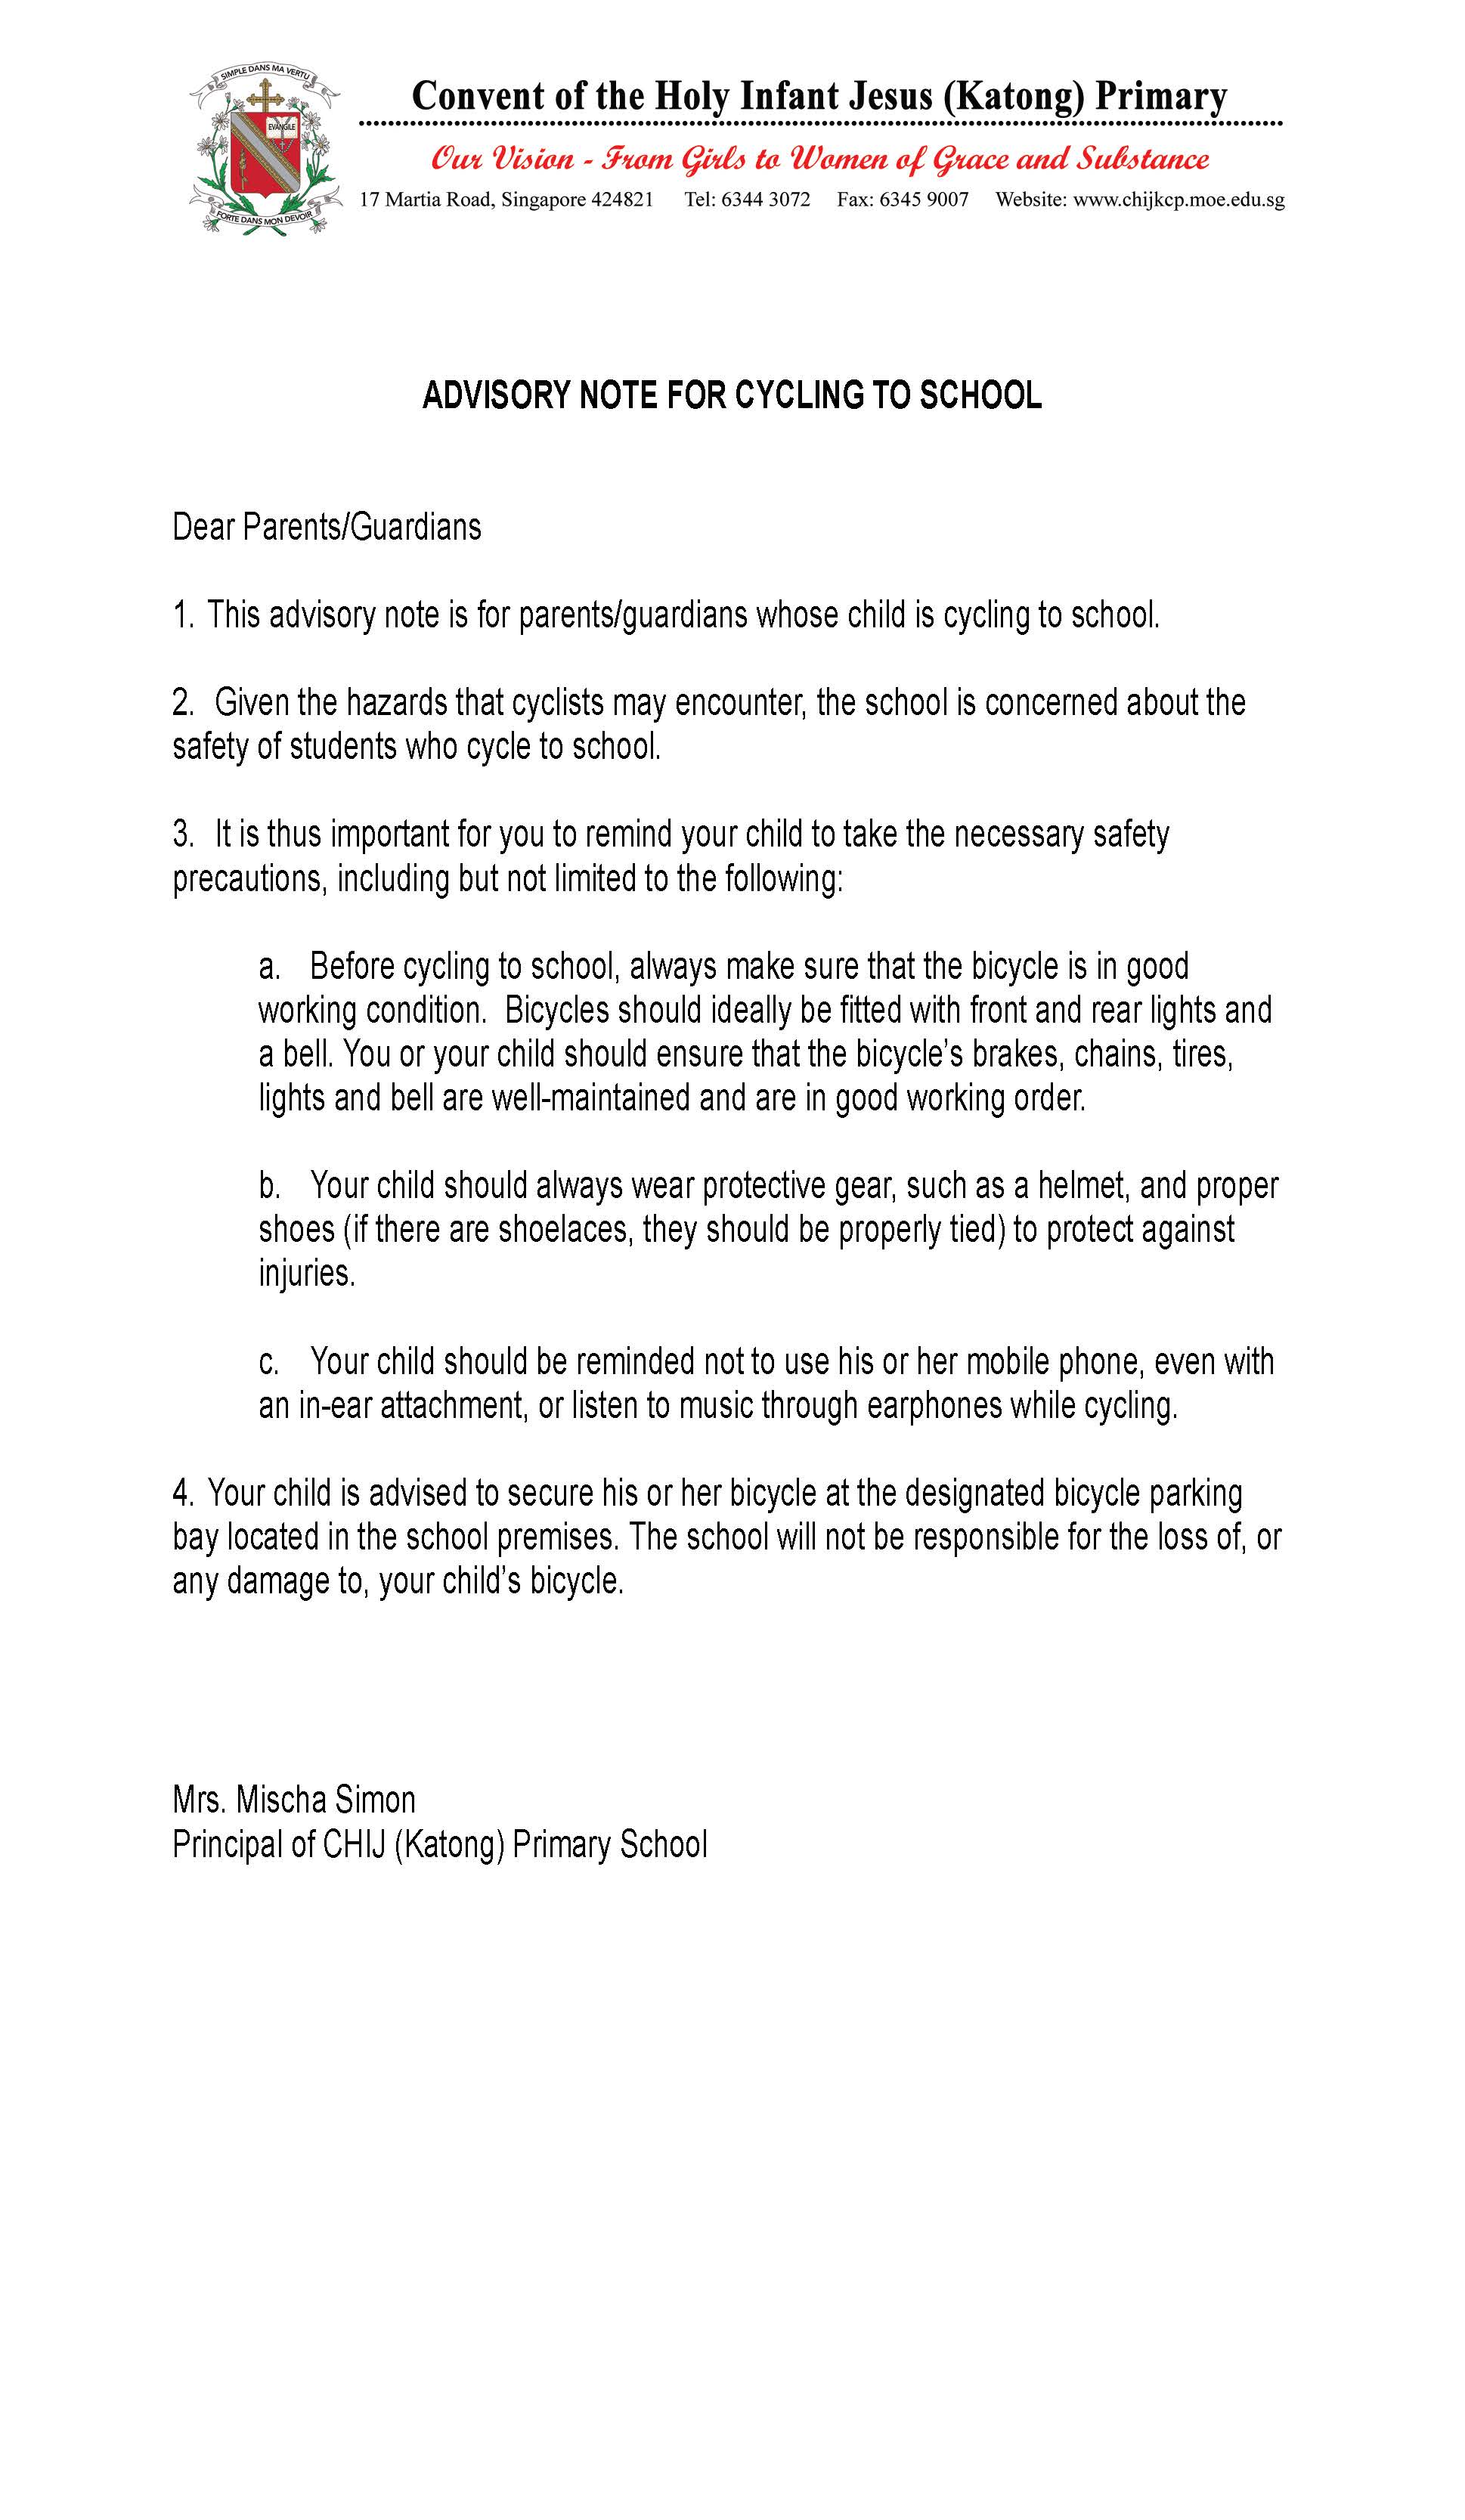 SIMPLE DANS MA VERTU
EVANGILE
FORTE DANS MON DEVOIR
Convent of the Holy Infant Jesus (Katong) Primary
Our Vision - From Girls to Women of Grace and Substance
17 Martia Road, Singapore 424821 Tel: 6344 3072 Fax: 6345 9007 Website: www.chijkcp.moe.edu.sg
ADVISORY NOTE FOR CYCLING TO SCHOOL
Dear Parents/Guardians
1. This advisory note is for parents/guardians whose child is cycling to school.
2. Given the hazards that cyclists may encounter, the school is concerned about the
safety of students who cycle to school.
3. It is thus important for you to remind your child to take the necessary safety
precautions, including but not limited to the following:
a. Before cycling to school, always make sure that the bicycle is in good
working condition. Bicycles should ideally be fitted with front and rear lights and
a bell. You or your child should ensure that the bicycle’s brakes, chains, tires,
lights and bell are well-maintained and are in good working order.
b. Your child should always wear protective gear, such as a helmet, and proper
shoes (if there are shoelaces, they should be properly tied) to protect against
injuries.
c. Your child should be reminded not to use his or her mobile phone, even with
an in-ear attachment, or listen to music through earphones while cycling.
4. Your child is advised to secure his or her bicycle at the designated bicycle parking
bay located in the school premises. The school will not be responsible for the loss of, or
any damage to, your child’s bicycle.
Mrs. Mischa Simon
Principal of CHIJ (Katong) Primary School